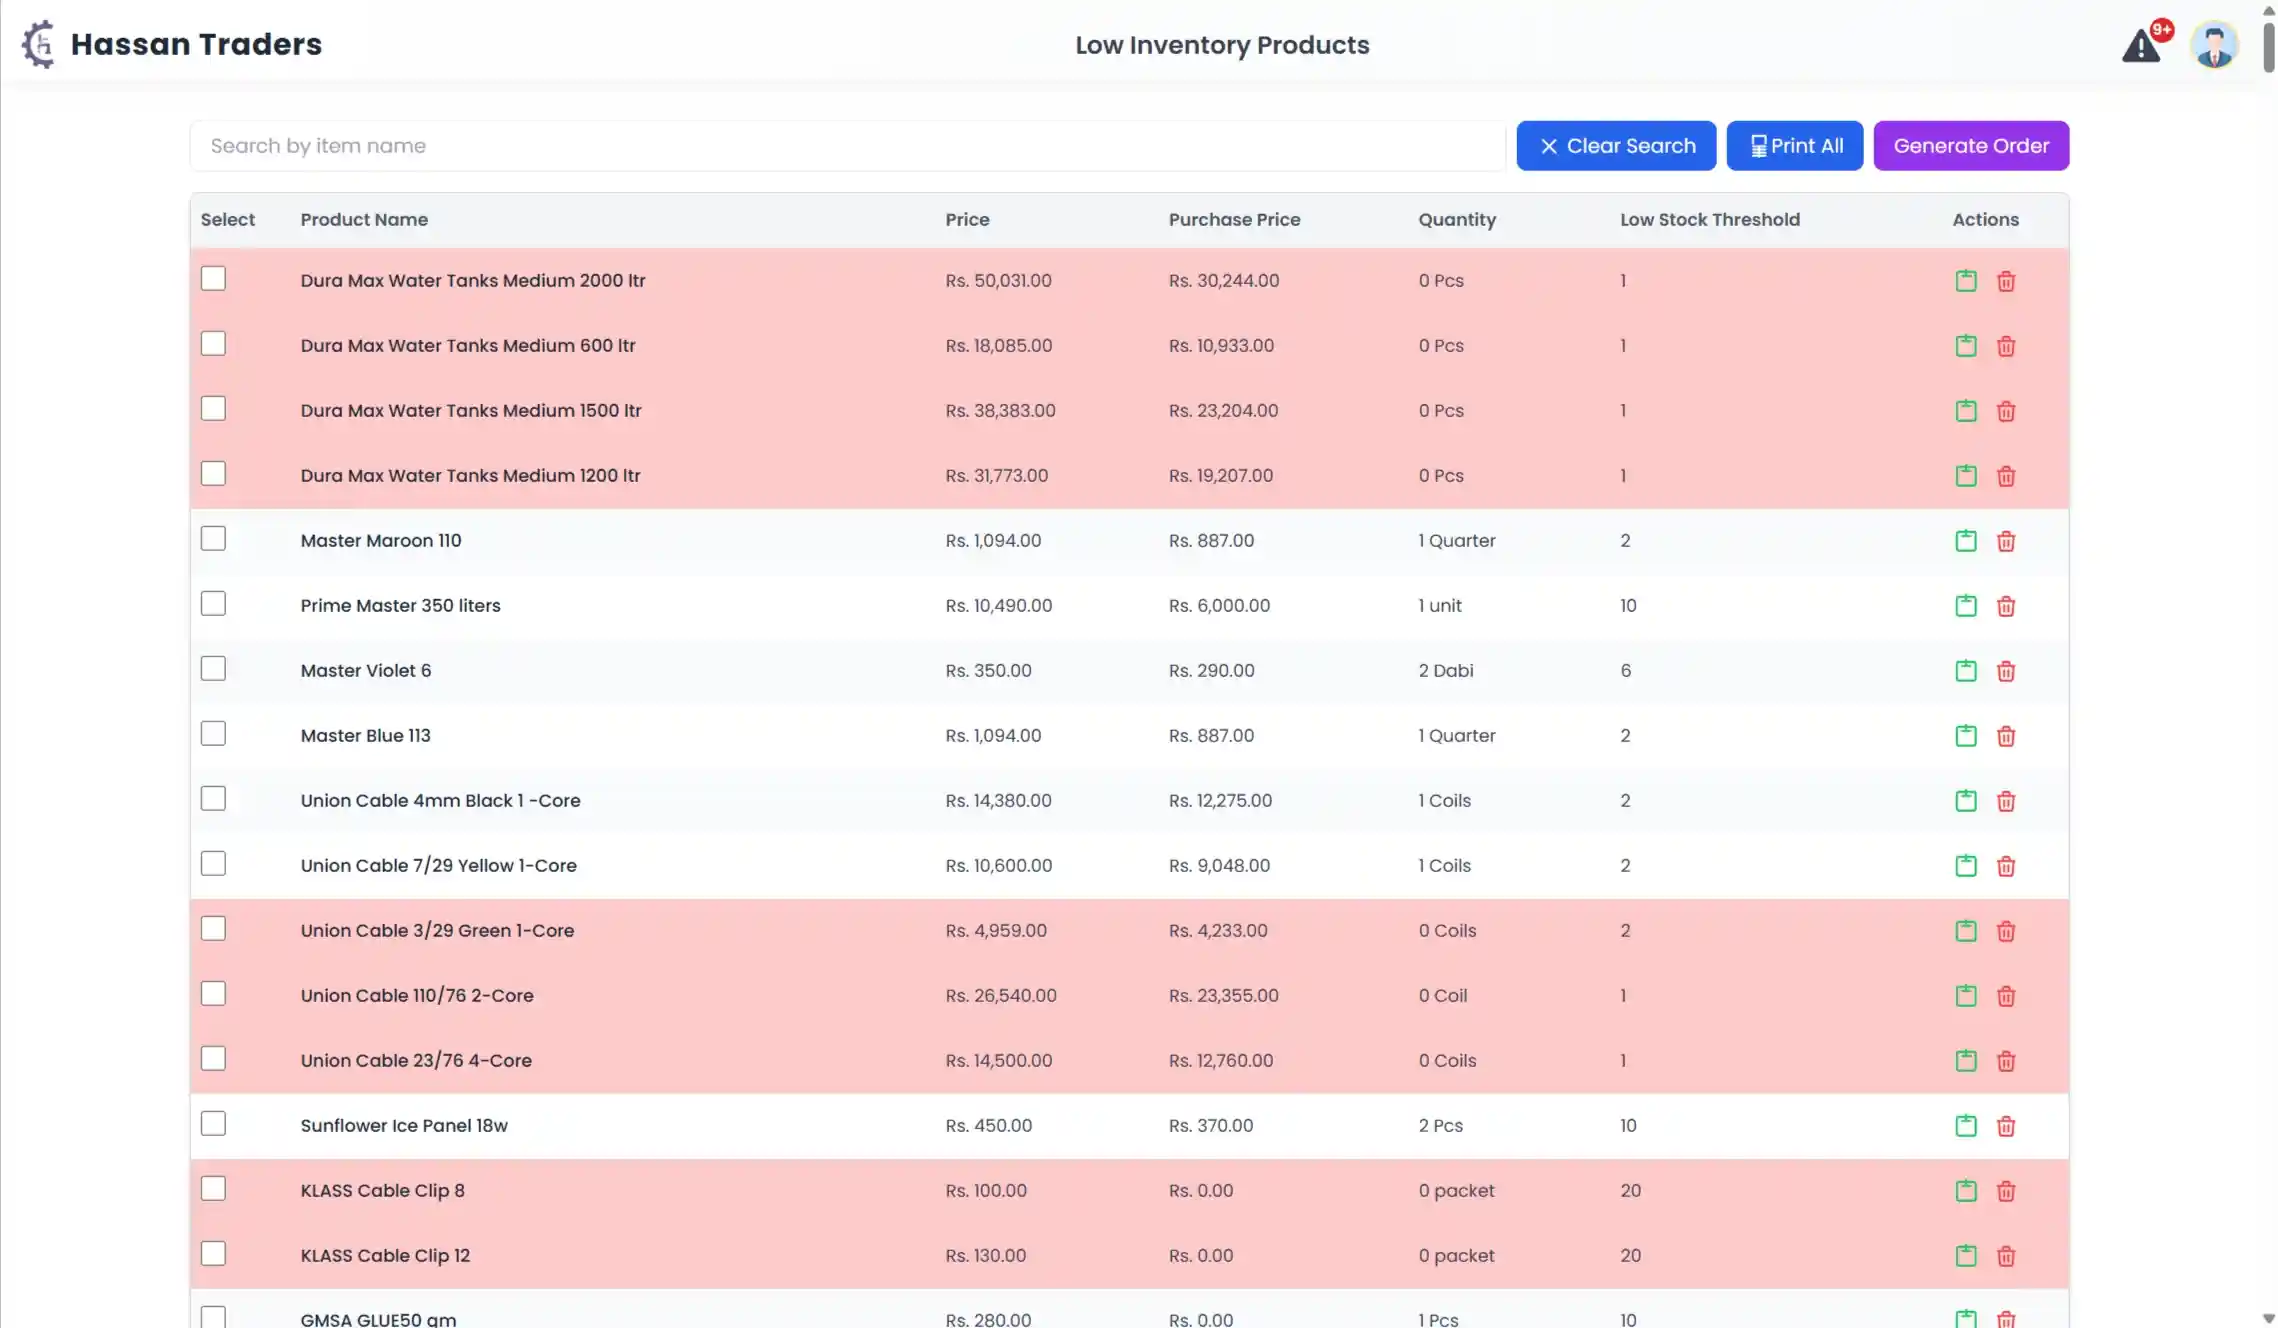 Hassan Traders
Low Inventory Products
9+
Search by item name
Clear Search
Print All
Generate Order
Select Product Name Price Purchase Price Quantity Low Stock Threshold Actions
Dura Max Water Tanks Medium 2000 ltr Rs. 50,031.00 Rs. 30,244.00 0 Pcs 1
Dura Max Water Tanks Medium 600 ltr Rs. 18,085.00 Rs. 10,933.00 0 Pcs 1
Dura Max Water Tanks Medium 1500 ltr Rs. 38,383.00 Rs. 23,204.00 0 Pcs 1
Dura Max Water Tanks Medium 1200 ltr Rs. 31,773.00 Rs. 19,207.00 0 Pcs 1
Master Maroon 110 Rs. 1,094.00 Rs. 887.00 1 Quarter 2
Prime Master 350 liters Rs. 10,490.00 Rs. 6,000.00 1 unit 10
Master Violet 6 Rs. 350.00 Rs. 290.00 2 Dabi 6
Master Blue 113 Rs. 1,094.00 Rs. 887.00 1 Quarter 2
Union Cable 4mm Black 1 -Core Rs. 14,380.00 Rs. 12,275.00 1 Coils 2
Union Cable 7/29 Yellow 1-Core Rs. 10,600.00 Rs. 9,048.00 1 Coils 2
Union Cable 3/29 Green 1-Core Rs. 4,959.00 Rs. 4,233.00 0 Coils 2
Union Cable 110/76 2-Core Rs. 26,540.00 Rs. 23,355.00 0 Coil 1
Union Cable 23/76 4-Core Rs. 14,500.00 Rs. 12,760.00 0 Coils 1
Sunflower Ice Panel 18w Rs. 450.00 Rs. 370.00 2 Pcs 10
KLASS Cable Clip 8 Rs. 100.00 Rs. 0.00 0 packet 20
KLASS Cable Clip 12 Rs. 130.00 Rs. 0.00 0 packet 20
GMSA GLUE50 gm Rs. 280.00 Rs. 0.00 1 Pcs 10